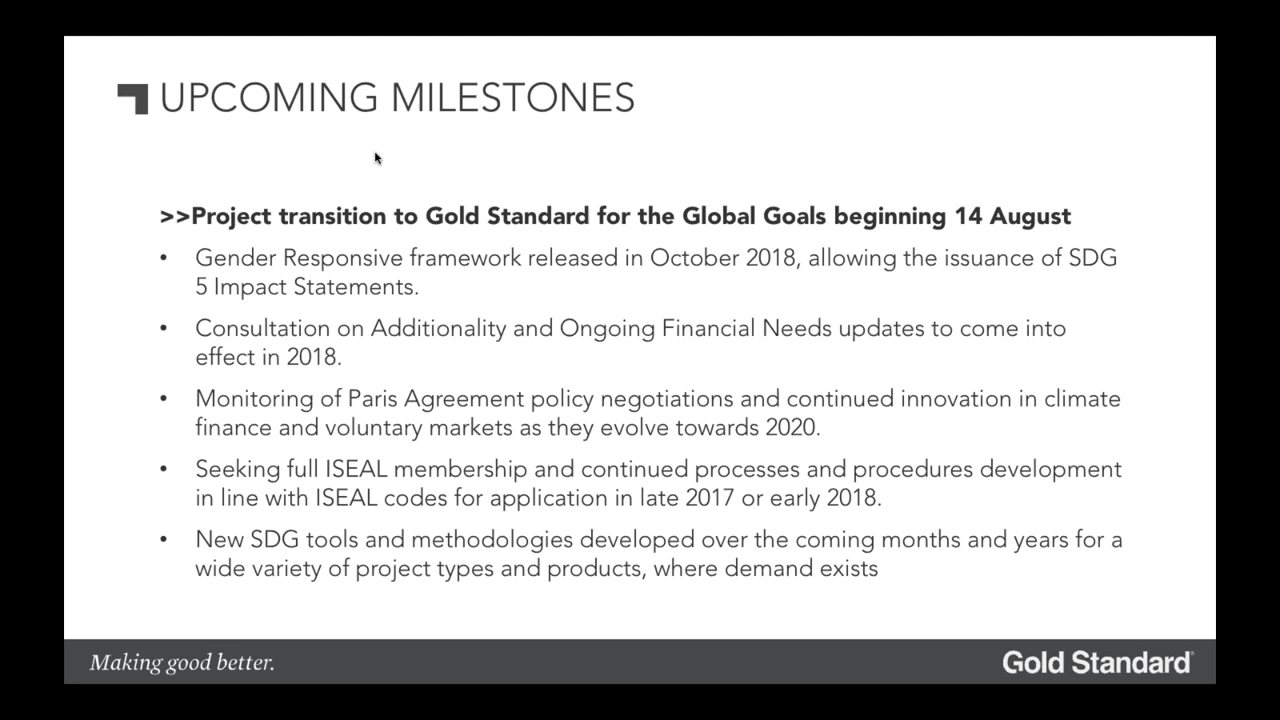 UPCOMING MILESTONES
>>Project transition to Gold Standard for the Global Goals beginning 14 August
• Gender Responsive framework released in October 2018, allowing the issuance of SDG
5 Impact Statements.
• Consultation on Additionality and Ongoing Financial Needs updates to come into
effect in 2018.
• Monitoring of Paris Agreement policy negotiations and continued innovation in climate
finance and voluntary markets as they evolve towards 2020.
• Seeking full ISEAL membership and continued processes and procedures development
in line with ISEAL codes for application in late 2017 or early 2018.
• New SDG tools and methodologies developed over the coming months and years for a
wide variety of project types and products, where demand exists
Making good better.
Gold Standard®